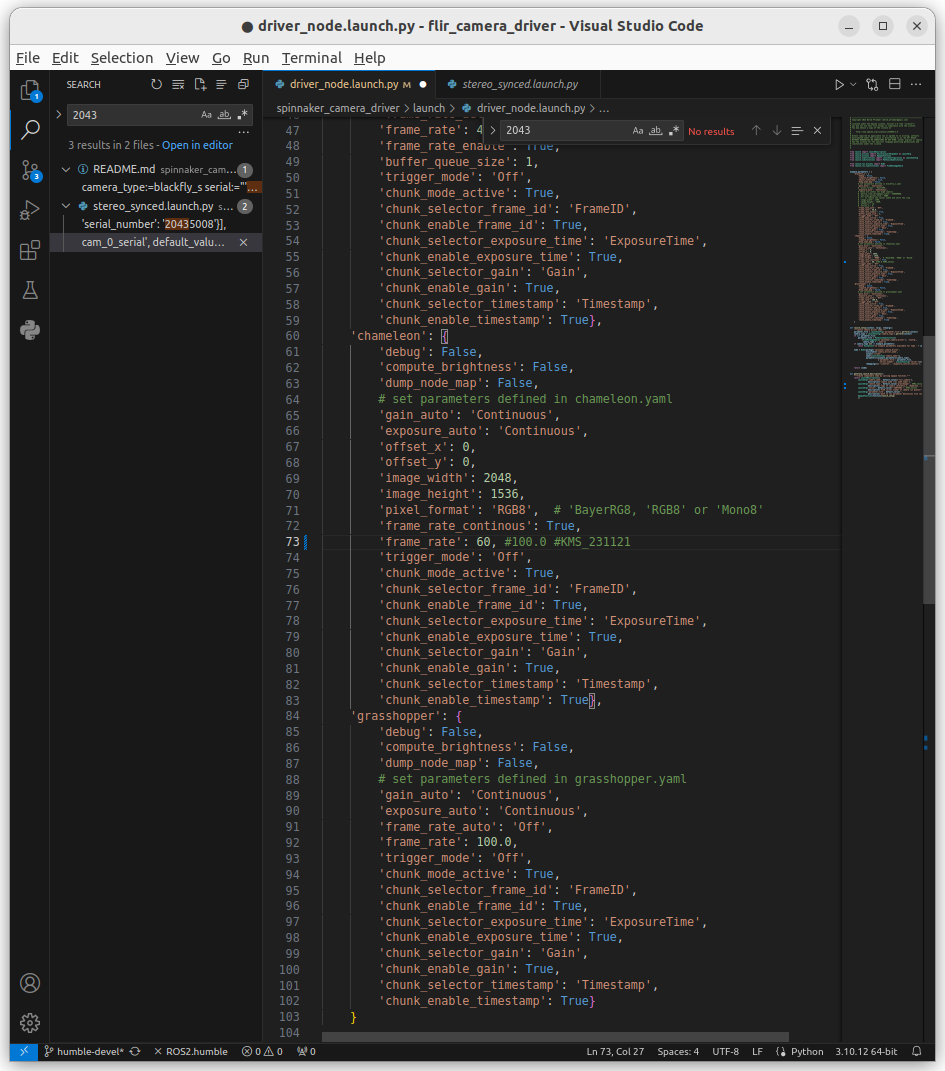 driver_node.launch.py - flir_camera_driver - Visual Studio Code
File Edit Selection View Go Run Terminal Help
SEARCH
2043 Aa ab
3 results in 2 files - Open in editor
README.md spinnaker_cam... 1
camera_type:=blackfly_s serial:="'...
stereo_synced.launch.py s... 2
'serial_number': '20435008'}],
cam_0_serial', default_valu...
1
3
driver_node.launch.py M
stereo_synced.launch.py
spinnaker_camera_driver > launch > driver_node.launch.py > ...
2043 Aa ab No results
47 'frame_rate': 4
48 'frame_rate_enable': True,
49 'buffer_queue_size': 1,
50 'trigger_mode': 'Off',
51 'chunk_mode_active': True,
52 'chunk_selector_frame_id': 'FrameID',
53 'chunk_enable_frame_id': True,
54 'chunk_selector_exposure_time': 'ExposureTime',
55 'chunk_enable_exposure_time': True,
56 'chunk_selector_gain': 'Gain',
57 'chunk_enable_gain': True,
58 'chunk_selector_timestamp': 'Timestamp',
59 'chunk_enable_timestamp': True},
60 'chameleon': {
61 'debug': False,
62 'compute_brightness': False,
63 'dump_node_map': False,
64 # set parameters defined in chameleon.yaml
65 'gain_auto': 'Continuous',
66 'exposure_auto': 'Continuous',
67 'offset_x': 0,
68 'offset_y': 0,
69 'image_width': 2048,
70 'image_height': 1536,
71 'pixel_format': 'RGB8', # 'BayerRG8, 'RGB8' or 'Mono8'
72 'frame_rate_continous': True,
73 'frame_rate': 60, #100.0 #KMS_231121
74 'trigger_mode': 'Off',
75 'chunk_mode_active': True,
76 'chunk_selector_frame_id': 'FrameID',
77 'chunk_enable_frame_id': True,
78 'chunk_selector_exposure_time': 'ExposureTime',
79 'chunk_enable_exposure_time': True,
80 'chunk_selector_gain': 'Gain',
81 'chunk_enable_gain': True,
82 'chunk_selector_timestamp': 'Timestamp',
83 'chunk_enable_timestamp': True},
84 'grasshopper': {
85 'debug': False,
86 'compute_brightness': False,
87 'dump_node_map': False,
88 # set parameters defined in grasshopper.yaml
89 'gain_auto': 'Continuous',
90 'exposure_auto': 'Continuous',
91 'frame_rate_auto': 'Off',
92 'frame_rate': 100.0,
93 'trigger_mode': 'Off',
94 'chunk_mode_active': True,
95 'chunk_selector_frame_id': 'FrameID',
96 'chunk_enable_frame_id': True,
97 'chunk_selector_exposure_time': 'ExposureTime',
98 'chunk_enable_exposure_time': True,
99 'chunk_selector_gain': 'Gain',
100 'chunk_enable_gain': True,
101 'chunk_selector_timestamp': 'Timestamp',
102 'chunk_enable_timestamp': True}
103 }
104
humble-devel* ROS2.humble 0 0 0 Ln 73, Col 27 Spaces: 4 UTF-8 LF Python 3.10.12 64-bit